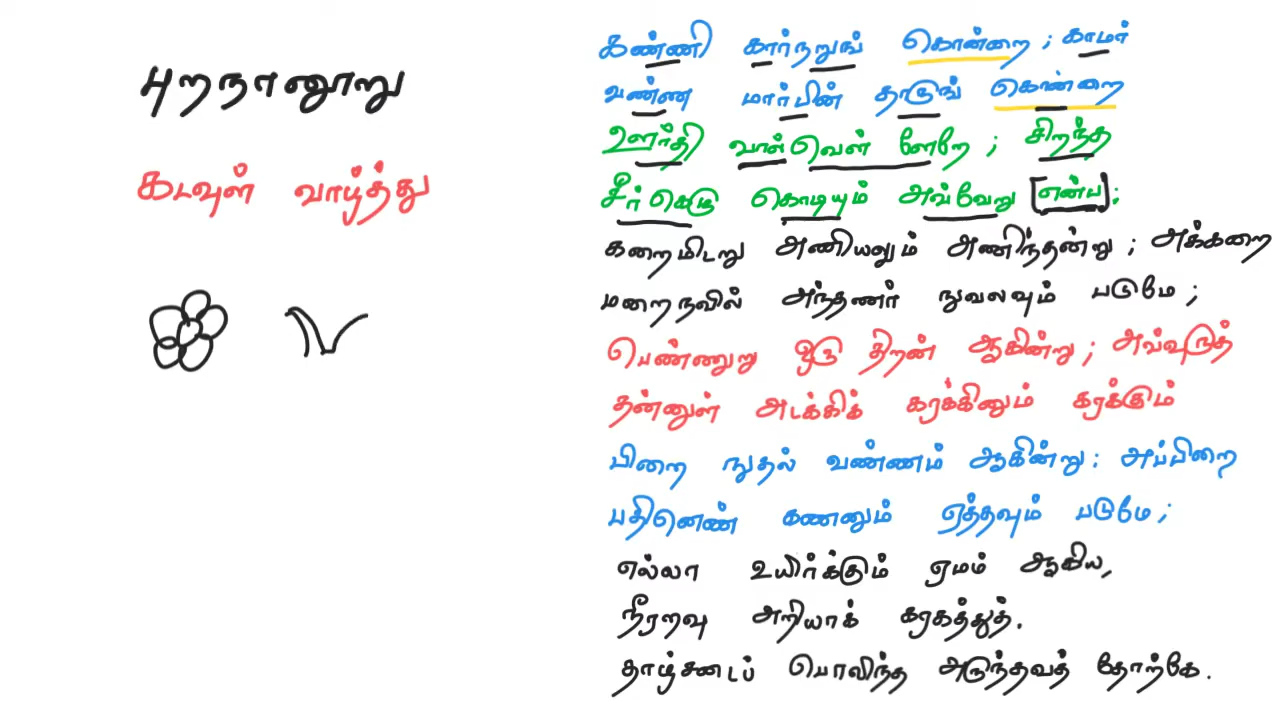 புறநானூறு
கடவுள் வாழ்த்து
கண்ணி கார்நறுங் கொன்றை ; காமர்
வண்ண மார்பின் தாருங் கொன்றை
ஊர்தி வால்வெள் ளேறே ; சிறந்த
சீர்கெழு கொடியும் அவ்வேறு [என்ப];
கறைமிடறு அணியலும் அணிந்தன்று ; அக்கறை
மறைநவில் அந்தணர் நுவலவும் படுமே ;
பெண்ணுறு ஒரு திறன் ஆகின்று ; அவ்வுருத்
தன்னுள் அடக்கிக் கரக்கினும் கரக்கும்
பிறை நுதல் வண்ணம் ஆகின்று : அப்பிறை
பதினெண் கணனும் ஏத்தவும் படுமே ;
எல்லா உயிர்க்கும் ஏமம் ஆகிய,
நீரறவு அறியாக் கரகத்துத்.
தாழ்சடைப் பொலிந்த அருந்தவத் தோற்கே.